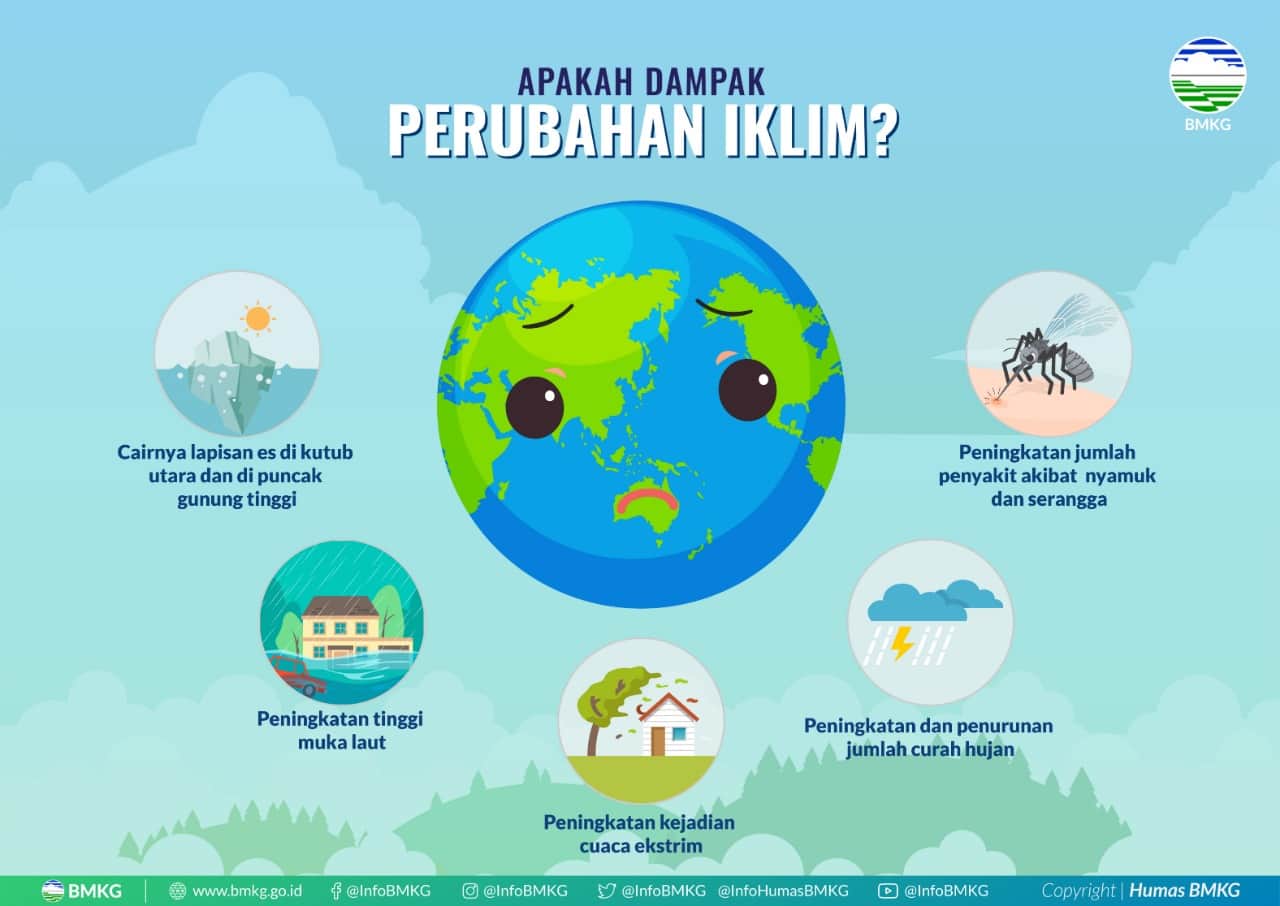 APAKAH DAMPAK
PERUBAHAN IKLIM?
BMKG
Cairnya lapisan es di kutub
utara dan di puncak
gunung tinggi
Peningkatan jumlah
penyakit akibat nyamuk
dan serangga
Peningkatan tinggi
muka laut
Peningkatan dan penurunan
jumlah curah hujan
Peningkatan kejadian
cuaca ekstrim
BMKG www.bmkg.go.id @InfoBMKG @InfoBMKG @InfoBMKG @InfoHumasBMKG @InfoBMKG Copyright | Humas BMKG